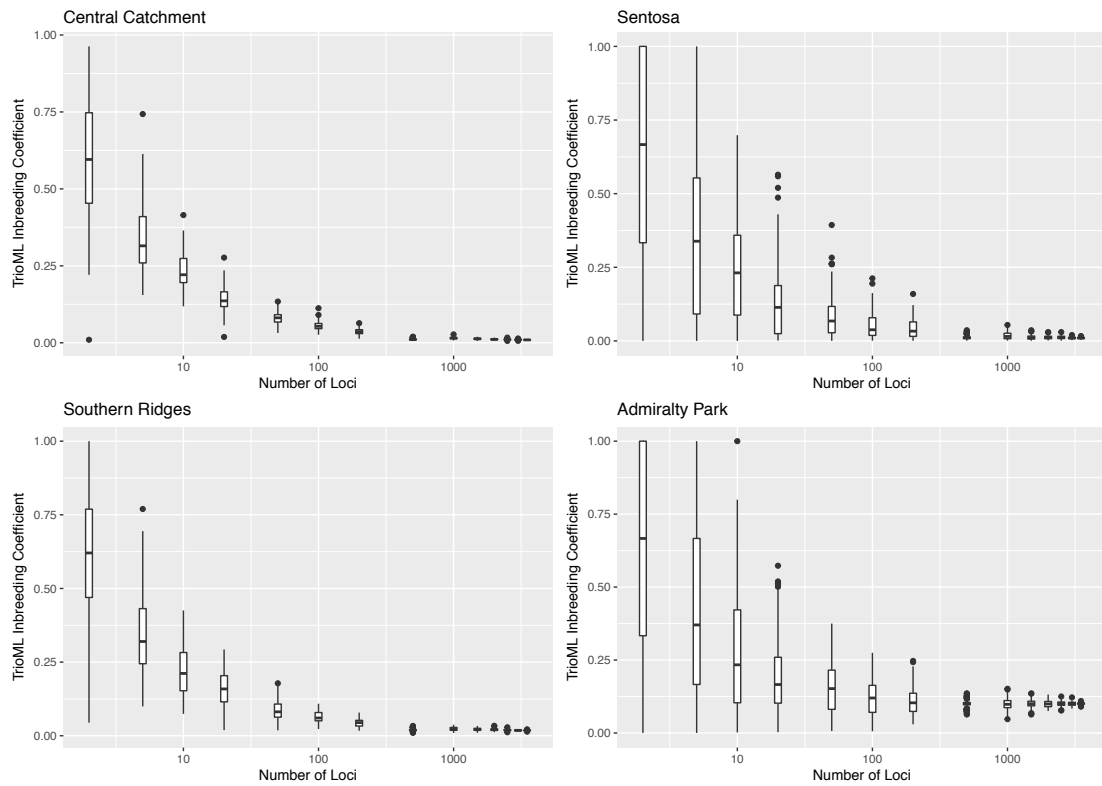 Central Catchment
TrioML Inbreeding Coefficient
1.00
0.75
0.50
0.25
0.00
10
100
1000
Number of Loci
Sentosa
TrioML Inbreeding Coefficient
1.00
0.75
0.50
0.25
0.00
10
100
1000
Number of Loci
Southern Ridges
TrioML Inbreeding Coefficient
1.00
0.75
0.50
0.25
0.00
10
100
1000
Number of Loci
Admiralty Park
TrioML Inbreeding Coefficient
1.00
0.75
0.50
0.25
0.00
10
100
1000
Number of Loci